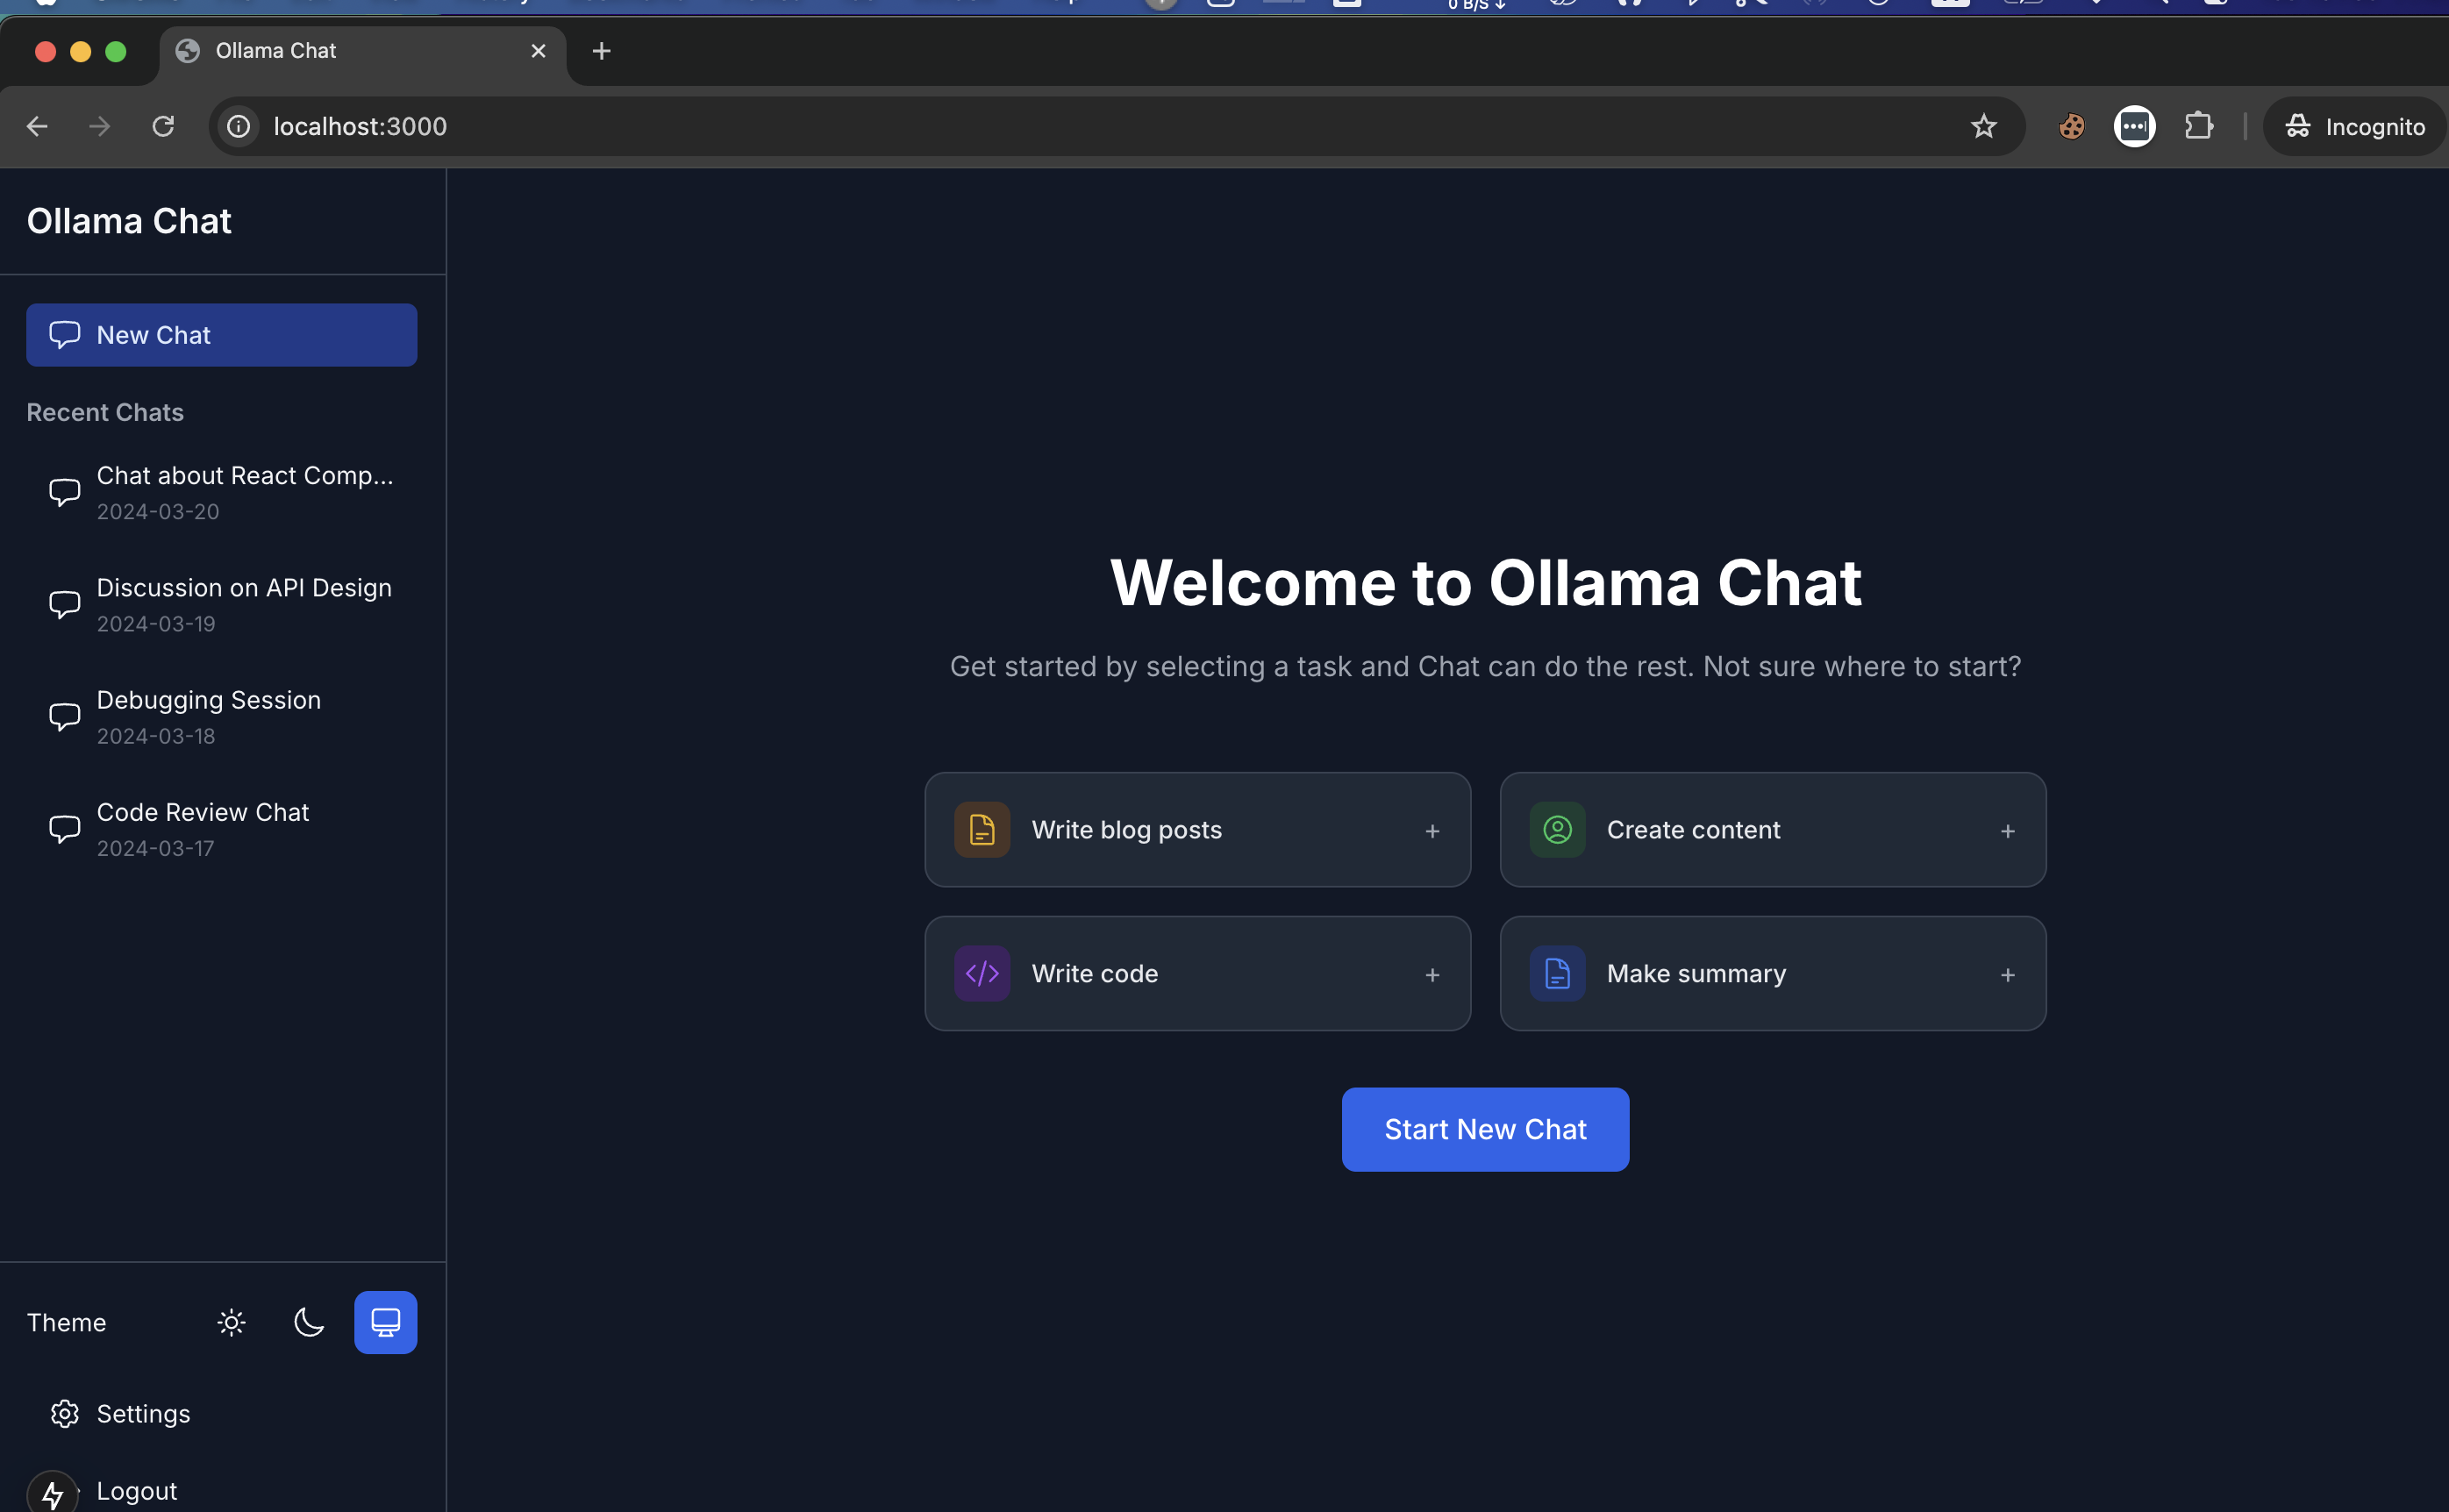 0 B/S ↓
Ollama Chat
localhost:3000
Incognito
Ollama Chat
New Chat
Recent Chats
Chat about React Comp...
2024-03-20
Discussion on API Design
2024-03-19
Debugging Session
2024-03-18
Code Review Chat
2024-03-17
Theme
Settings
Logout
Welcome to Ollama Chat
Get started by selecting a task and Chat can do the rest. Not sure where to start?
Write blog posts +
Create content +
Write code +
Make summary +
Start New Chat